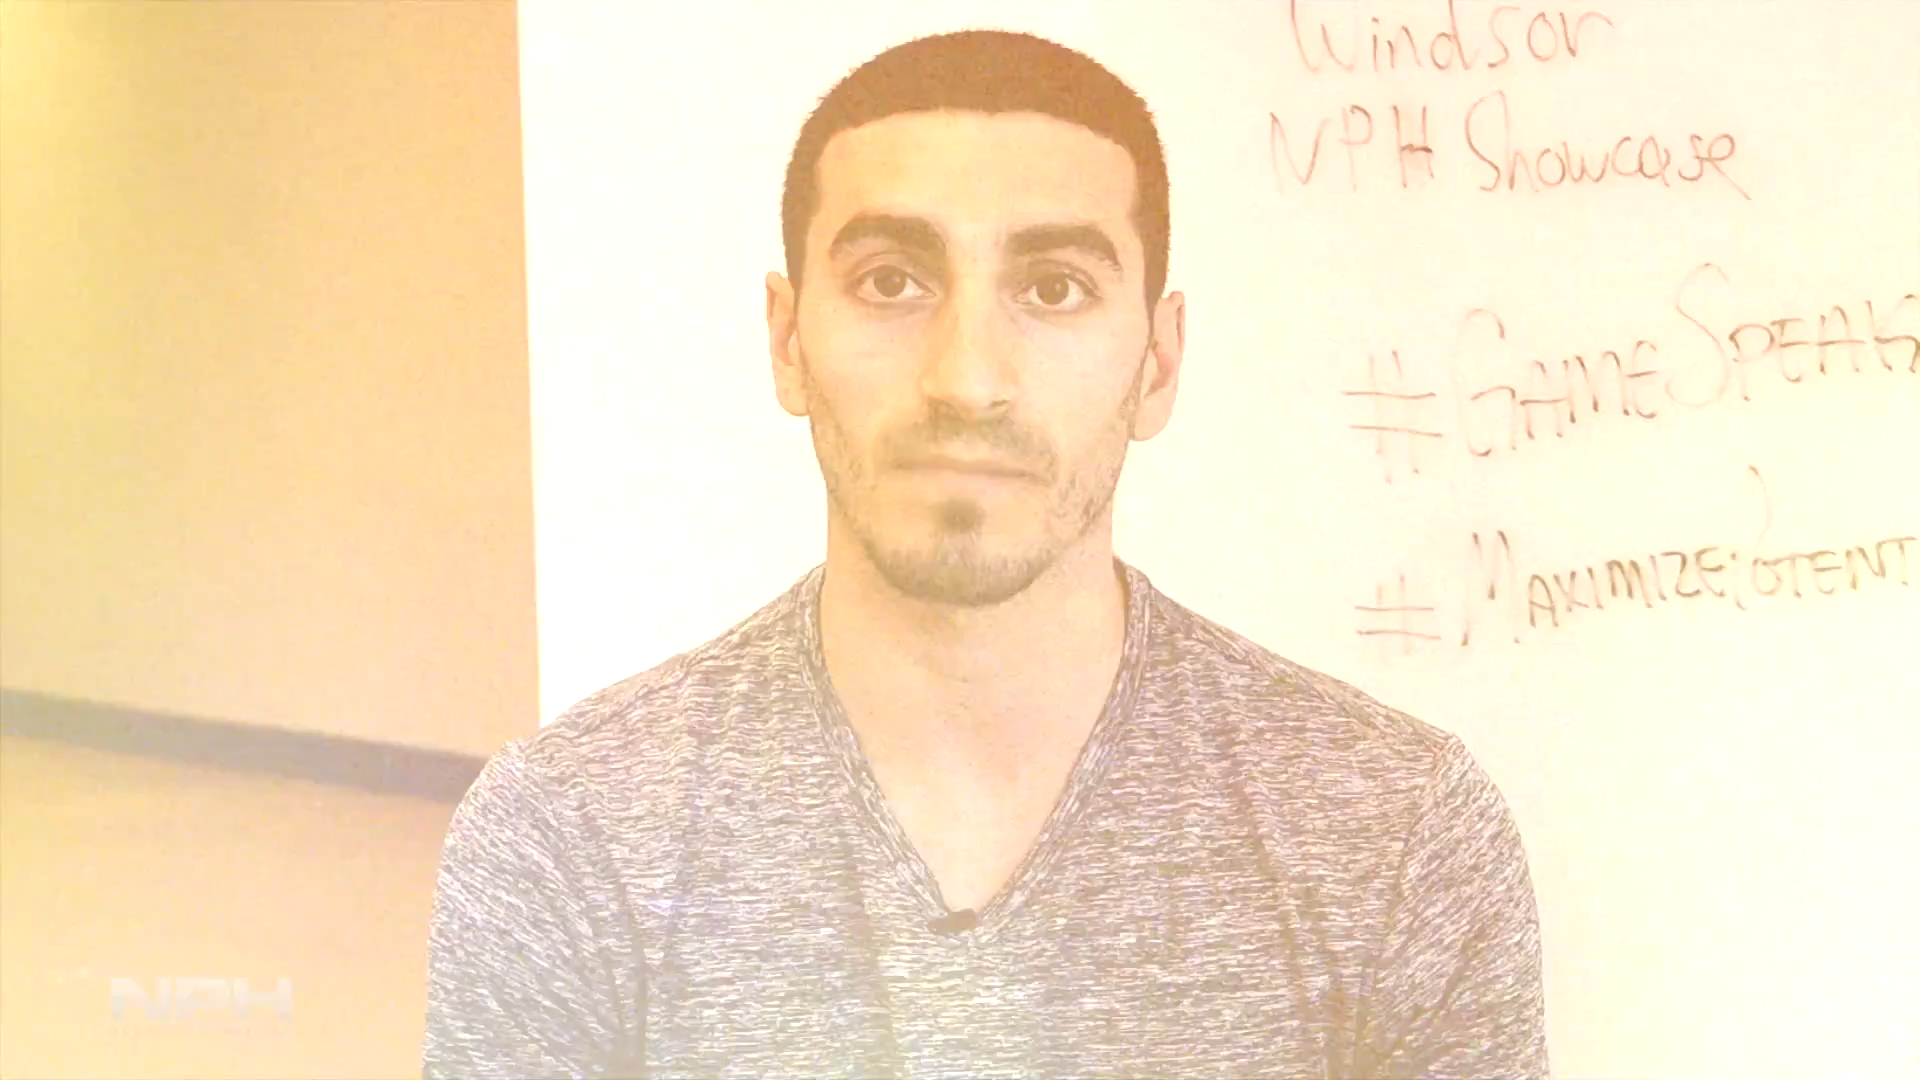 Windsor
NPH Showcase
#GAMESPEAKS
#MAXIMIZEPOTENT
NPH